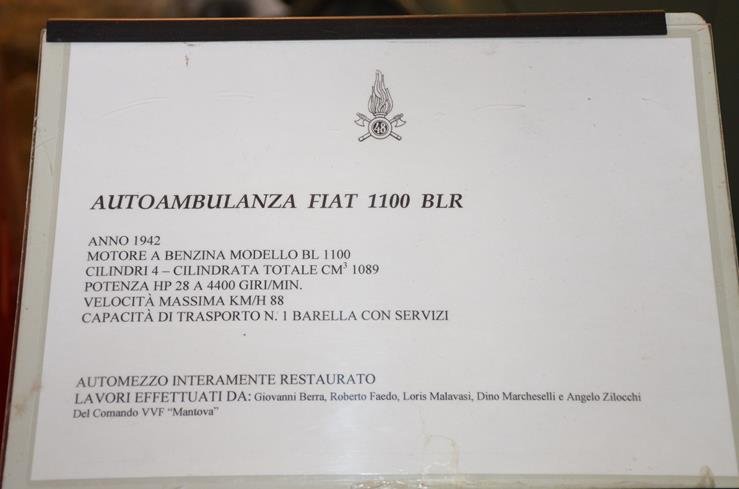 48
AUTOAMBULANZA FIAT 1100 BLR
ANNO 1942
MOTORE A BENZINA MODELLO BL 1100
CILINDRI 4 – CILINDRATA TOTALE CM³ 1089
POTENZA HP 28 A 4400 GIRI/MIN.
VELOCITÀ MASSIMA KM/H 88
CAPACITÀ DI TRASPORTO N. 1 BARELLA CON SERVIZI
AUTOMEZZO INTERAMENTE RESTAURATO
LAVORI EFFETTUATI DA: Giovanni Berra, Roberto Faedo, Loris Malavasi, Dino Marcheselli e Angelo Zilocchi
Del Comando VVF “Mantova”